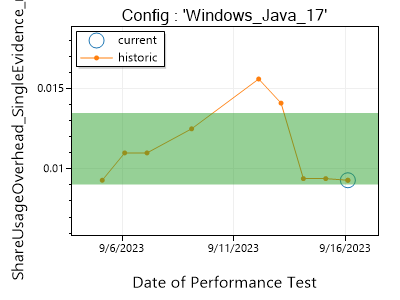 Config : 'Windows_Java_17'
current
historic
ShareUsageOverhead_SingleEvidence_
0.015
0.01
9/6/2023
9/11/2023
9/16/2023
Date of Performance Test